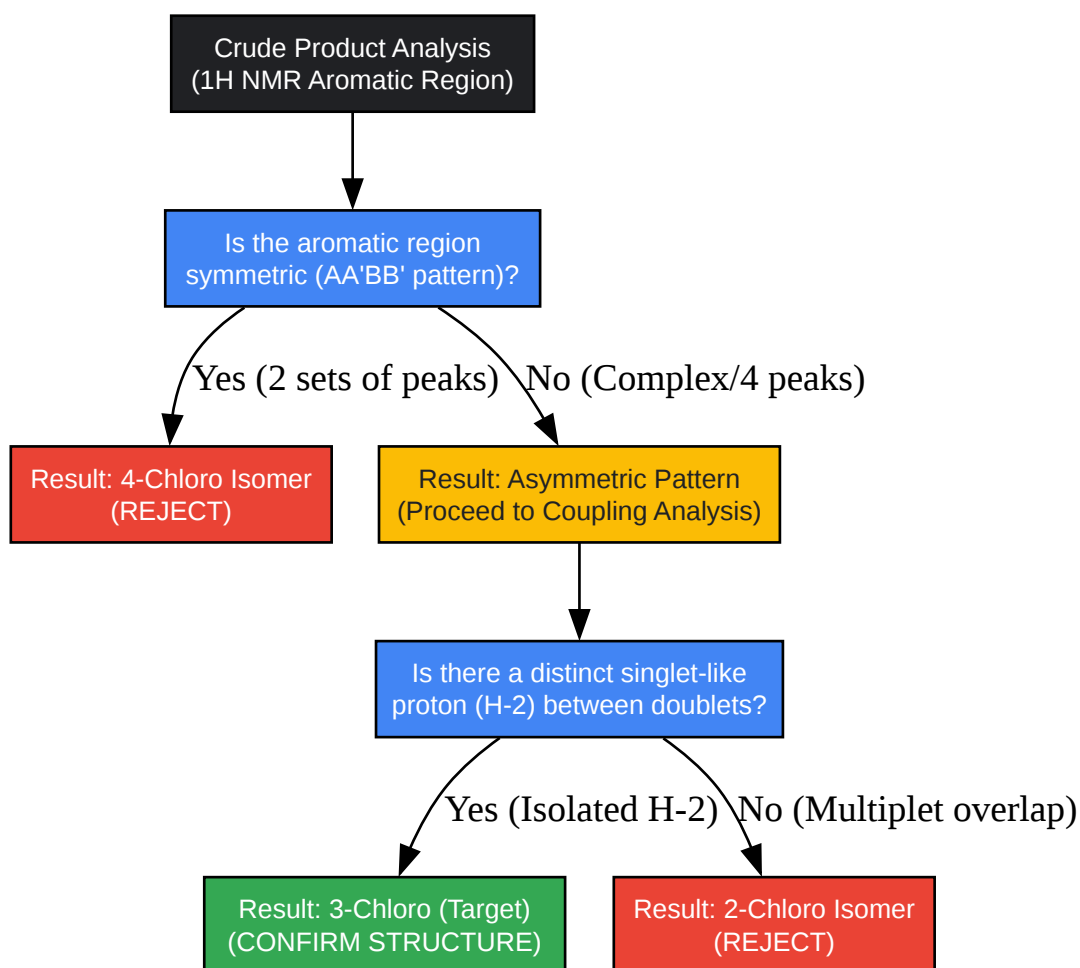 Crude Product Analysis
(1H NMR Aromatic Region)
Is the aromatic region
symmetric (AA'BB' pattern)?
Yes (2 sets of peaks)
No (Complex/4 peaks)
Result: 4-Chloro Isomer
(REJECT)
Result: Asymmetric Pattern
(Proceed to Coupling Analysis)
Is there a distinct singlet-like
proton (H-2) between doublets?
Yes (Isolated H-2)
No (Multiplet overlap)
Result: 3-Chloro (Target)
(CONFIRM STRUCTURE)
Result: 2-Chloro Isomer
(REJECT)